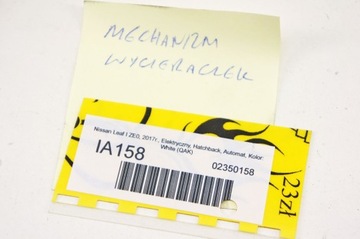 MECHANIZM
WYCIERACZEK
Nissan Leaf I ZE0, 2017r., Elektryczny, Hatchback, Automat, Kolor:
White (QAK)
IA158
02350158
23zł